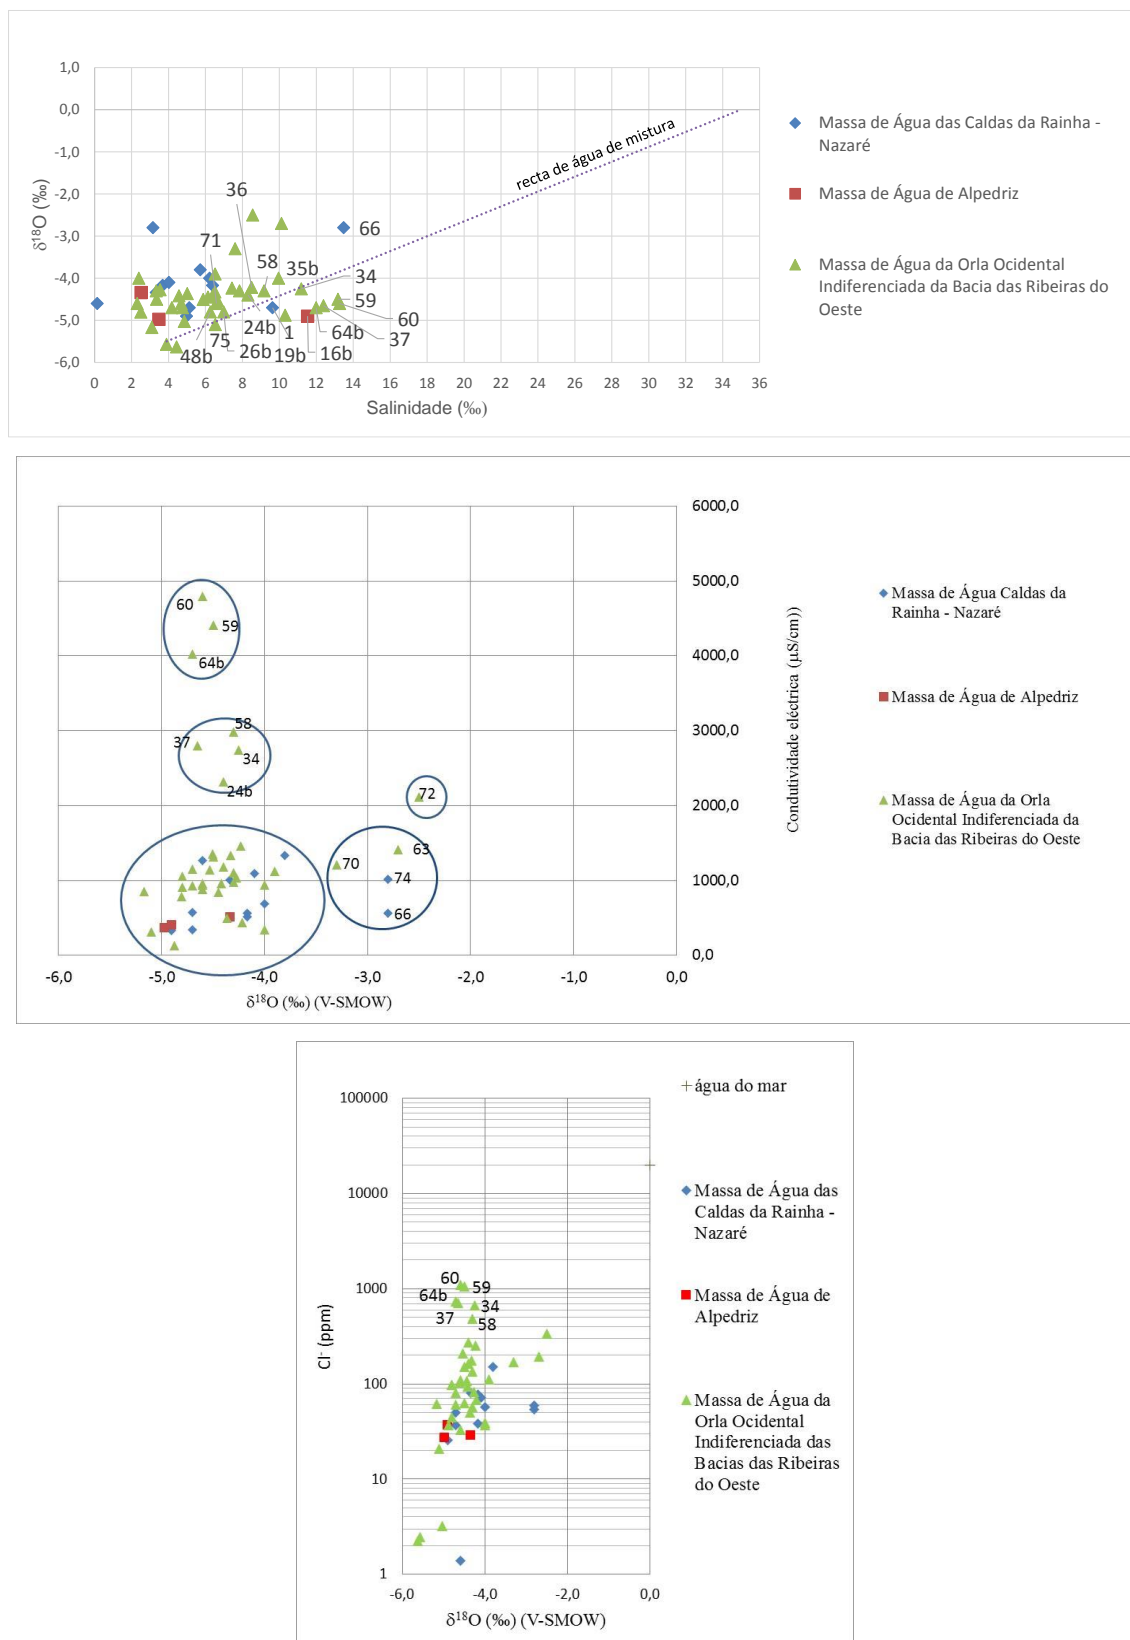 1,0
0,0
-1,0
-2,0
-3,0
-4,0
-5,0
-6,0
δ¹⁸O (‰)
recta de água de mistura
36
66
71
58
35b
34
59
60
37
64b
1
16b
19b
24b
26b
75
48b
0 2 4 6 8 10 12 14 16 18 20 22 24 26 28 30 32 34 36
Salinidade (‰)
Massa de Água das Caldas da Rainha -
Nazaré
Massa de Água de Alpedriz
Massa de Água da Orla Ocidental
Indiferenciada da Bacia das Ribeiras do
Oeste
6000,0
5000,0
4000,0
3000,0
2000,0
1000,0
0,0
Condutividade eléctrica (µS/cm))
60
59
64b
58
37
34
24b
72
63
70
74
66
-6,0 -5,0 -4,0 -3,0 -2,0 -1,0 0,0
δ¹⁸O (‰) (V-SMOW)
Massa de Água Caldas da
Rainha - Nazaré
Massa de Água de Alpedriz
Massa de Água da Orla
Ocidental Indiferenciada da
Bacia das Ribeiras do Oeste
100000
10000
1000
100
10
1
Cl⁻ (ppm)
60
59
64b
34
37
58
-6,0 -4,0 -2,0 0,0
δ¹⁸O (‰) (V-SMOW)
água do mar
Massa de Água das
Caldas da Rainha -
Nazaré
Massa de Água de
Alpedriz
Massa de Água da
Orla Ocidental
Indiferenciada das
Bacias das Ribeiras
do Oeste